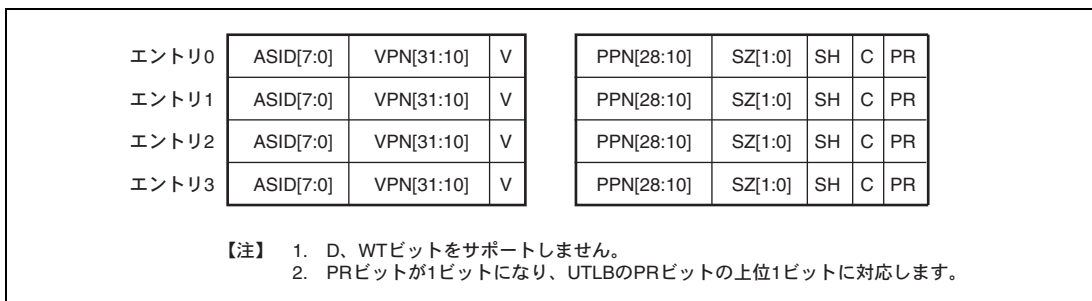 エントリ0 ASID[7:0] VPN[31:10] V PPN[28:10] SZ[1:0] SH C PR
エントリ1 ASID[7:0] VPN[31:10] V PPN[28:10] SZ[1:0] SH C PR
エントリ2 ASID[7:0] VPN[31:10] V PPN[28:10] SZ[1:0] SH C PR
エントリ3 ASID[7:0] VPN[31:10] V PPN[28:10] SZ[1:0] SH C PR
【注】 1. D、WTビットをサポートしません。
2. PRビットが1ビットになり、UTLBのPRビットの上位1ビットに対応します。